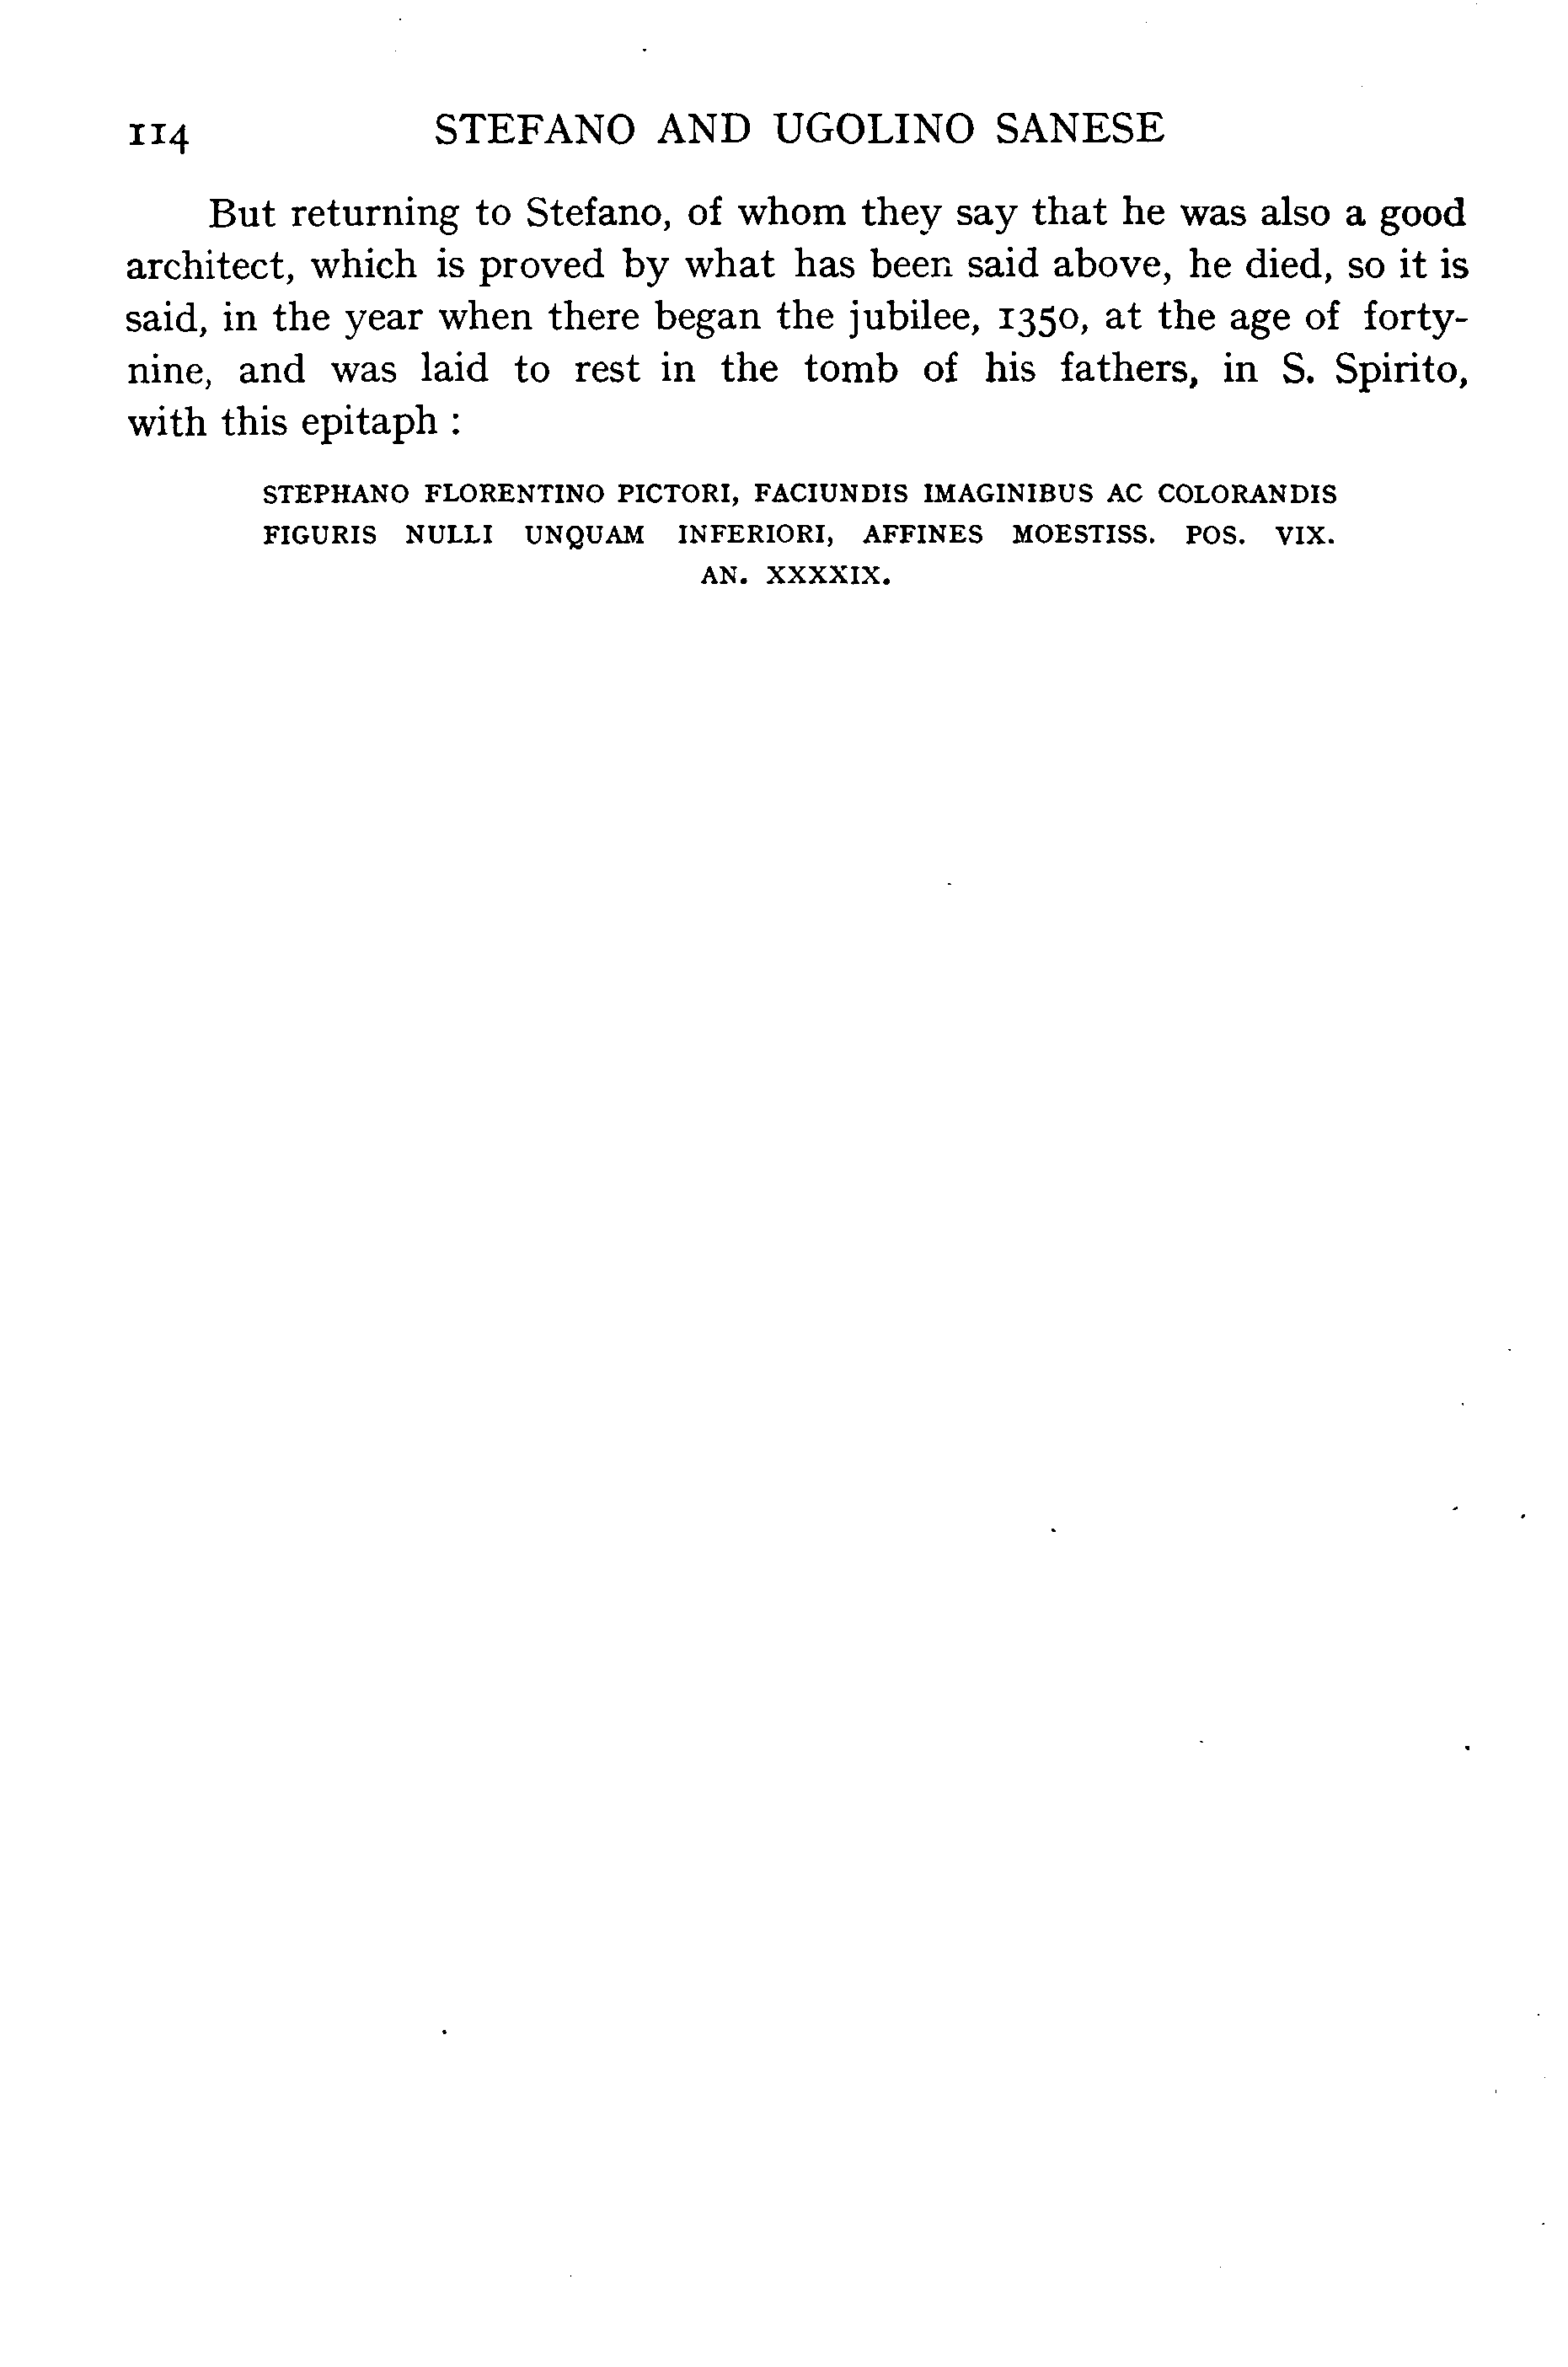 114 STEFANO AND UGOLINO SANESE
But returning to Stefano, of whom they say that he was also a good
architect, which is proved by what has been said above, he died, so it is
said, in the year when there began the jubilee, 1350, at the age of forty-
nine, and was laid to rest in the tomb of his fathers, in S. Spirito,
with this epitaph :
STEPHANO FLORENTINO PICTORI, FACIUNDIS IMAGINIBUS AC COLORANDIS
FIGURIS NULLI UNQUAM INFERIORI, AFFINES MOESTISS. POS. VIX.
AN. XXXXIX.